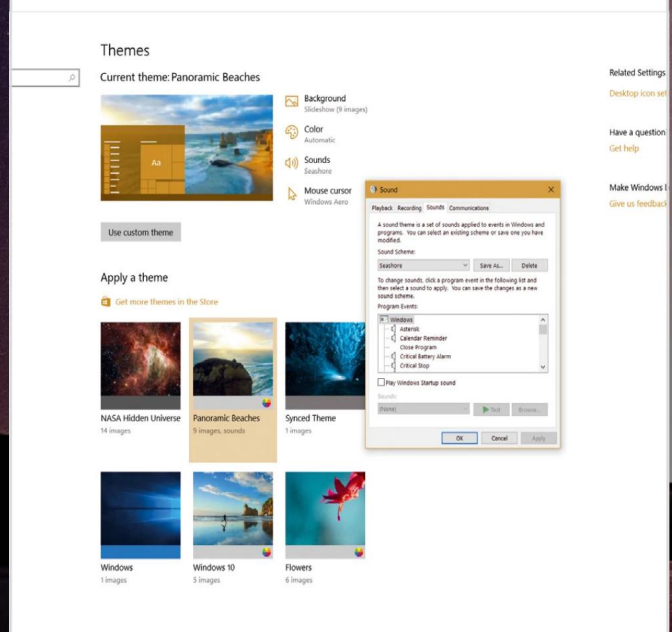 Themes
Current theme: Panoramic Beaches
Aa
Background
Slideshow (9 images)
Color
Automatic
Sounds
Seashore
Mouse cursor
Windows Aero
Use custom theme
Apply a theme
Get more themes in the Store
NASA Hidden Universe
14 images
Panoramic Beaches
9 images, sounds
Synced Theme
1 images
Windows
1 images
Windows 10
5 images
Flowers
6 images
Sound
Playback Recording Sounds Communications
A sound theme is a set of sounds applied to events in Windows and
programs. You can select an existing scheme or save one you have
modified.
Sound Scheme:
Seashore Save As... Delete
To change sounds, click a program event in the following list and
then select a sound to apply. You can save the changes as a new
sound scheme.
Program Events:
Windows
Asterisk
Calendar Reminder
Close Program
Critical Battery Alarm
Critical Stop
Play Windows Startup sound
Sounds:
(None) Test Browse...
OK Cancel Apply
Related Settings
Desktop icon set
Have a question
Get help
Make Windows
Give us feedback